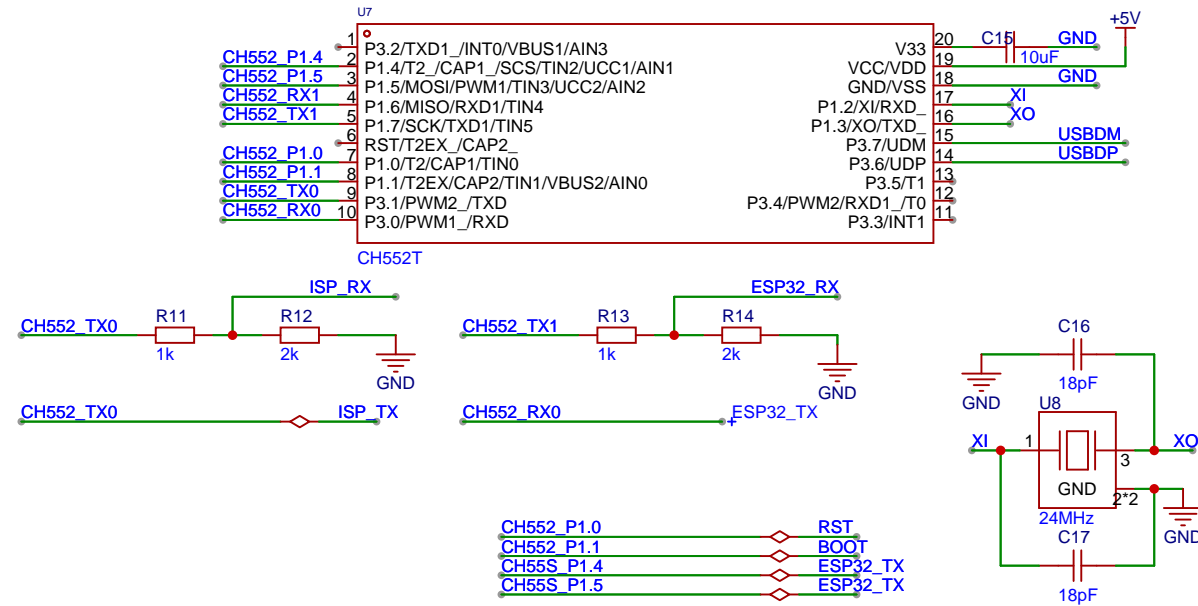 U7
1 P3.2/TXD1_/INT0/VBUS1/AIN3
CH552_P1.4 2 P1.4/T2_/CAP1_/SCS/TIN2/UCC1/AIN1
CH552_P1.5 3 P1.5/MOSI/PWM1/TIN3/UCC2/AIN2
CH552_RX1 4 P1.6/MISO/RXD1/TIN4
CH552_TX1 5 P1.7/SCK/TXD1/TIN5
6 RST/T2EX_/CAP2_
CH552_P1.0 7 P1.0/T2/CAP1/TIN0
CH552_P1.1 8 P1.1/T2EX/CAP2/TIN1/VBUS2/AIN0
CH552_TX0 9 P3.1/PWM2_/TXD
CH552_RX0 10 P3.0/PWM1_/RXD
+5V
V33 20 C15 GND
10uF
VCC/VDD 19
GND/VSS 18 GND
P1.2/XI/RXD_ 17 XI
P1.3/XO/TXD_ 16 XO
P3.7/UDM 15 USBDM
P3.6/UDP 14 USBDP
P3.5/T1 13
P3.4/PWM2/RXD1_/T0 12
P3.3/INT1 11
CH552T
ISP_RX
CH552_TX0 R11 R12
1k 2k
GND
CH552_TX0 ISP_TX
ESP32_RX
CH552_TX1 R13 R14
1k 2k
GND
CH552_RX0 ESP32_TX
C16
18pF
GND
U8
XI 1 3 XO
GND 2*2
24MHz
GND
C17
18pF
CH552_P1.0 RST
CH552_P1.1 BOOT
CH55S_P1.4 ESP32_TX
CH55S_P1.5 ESP32_TX